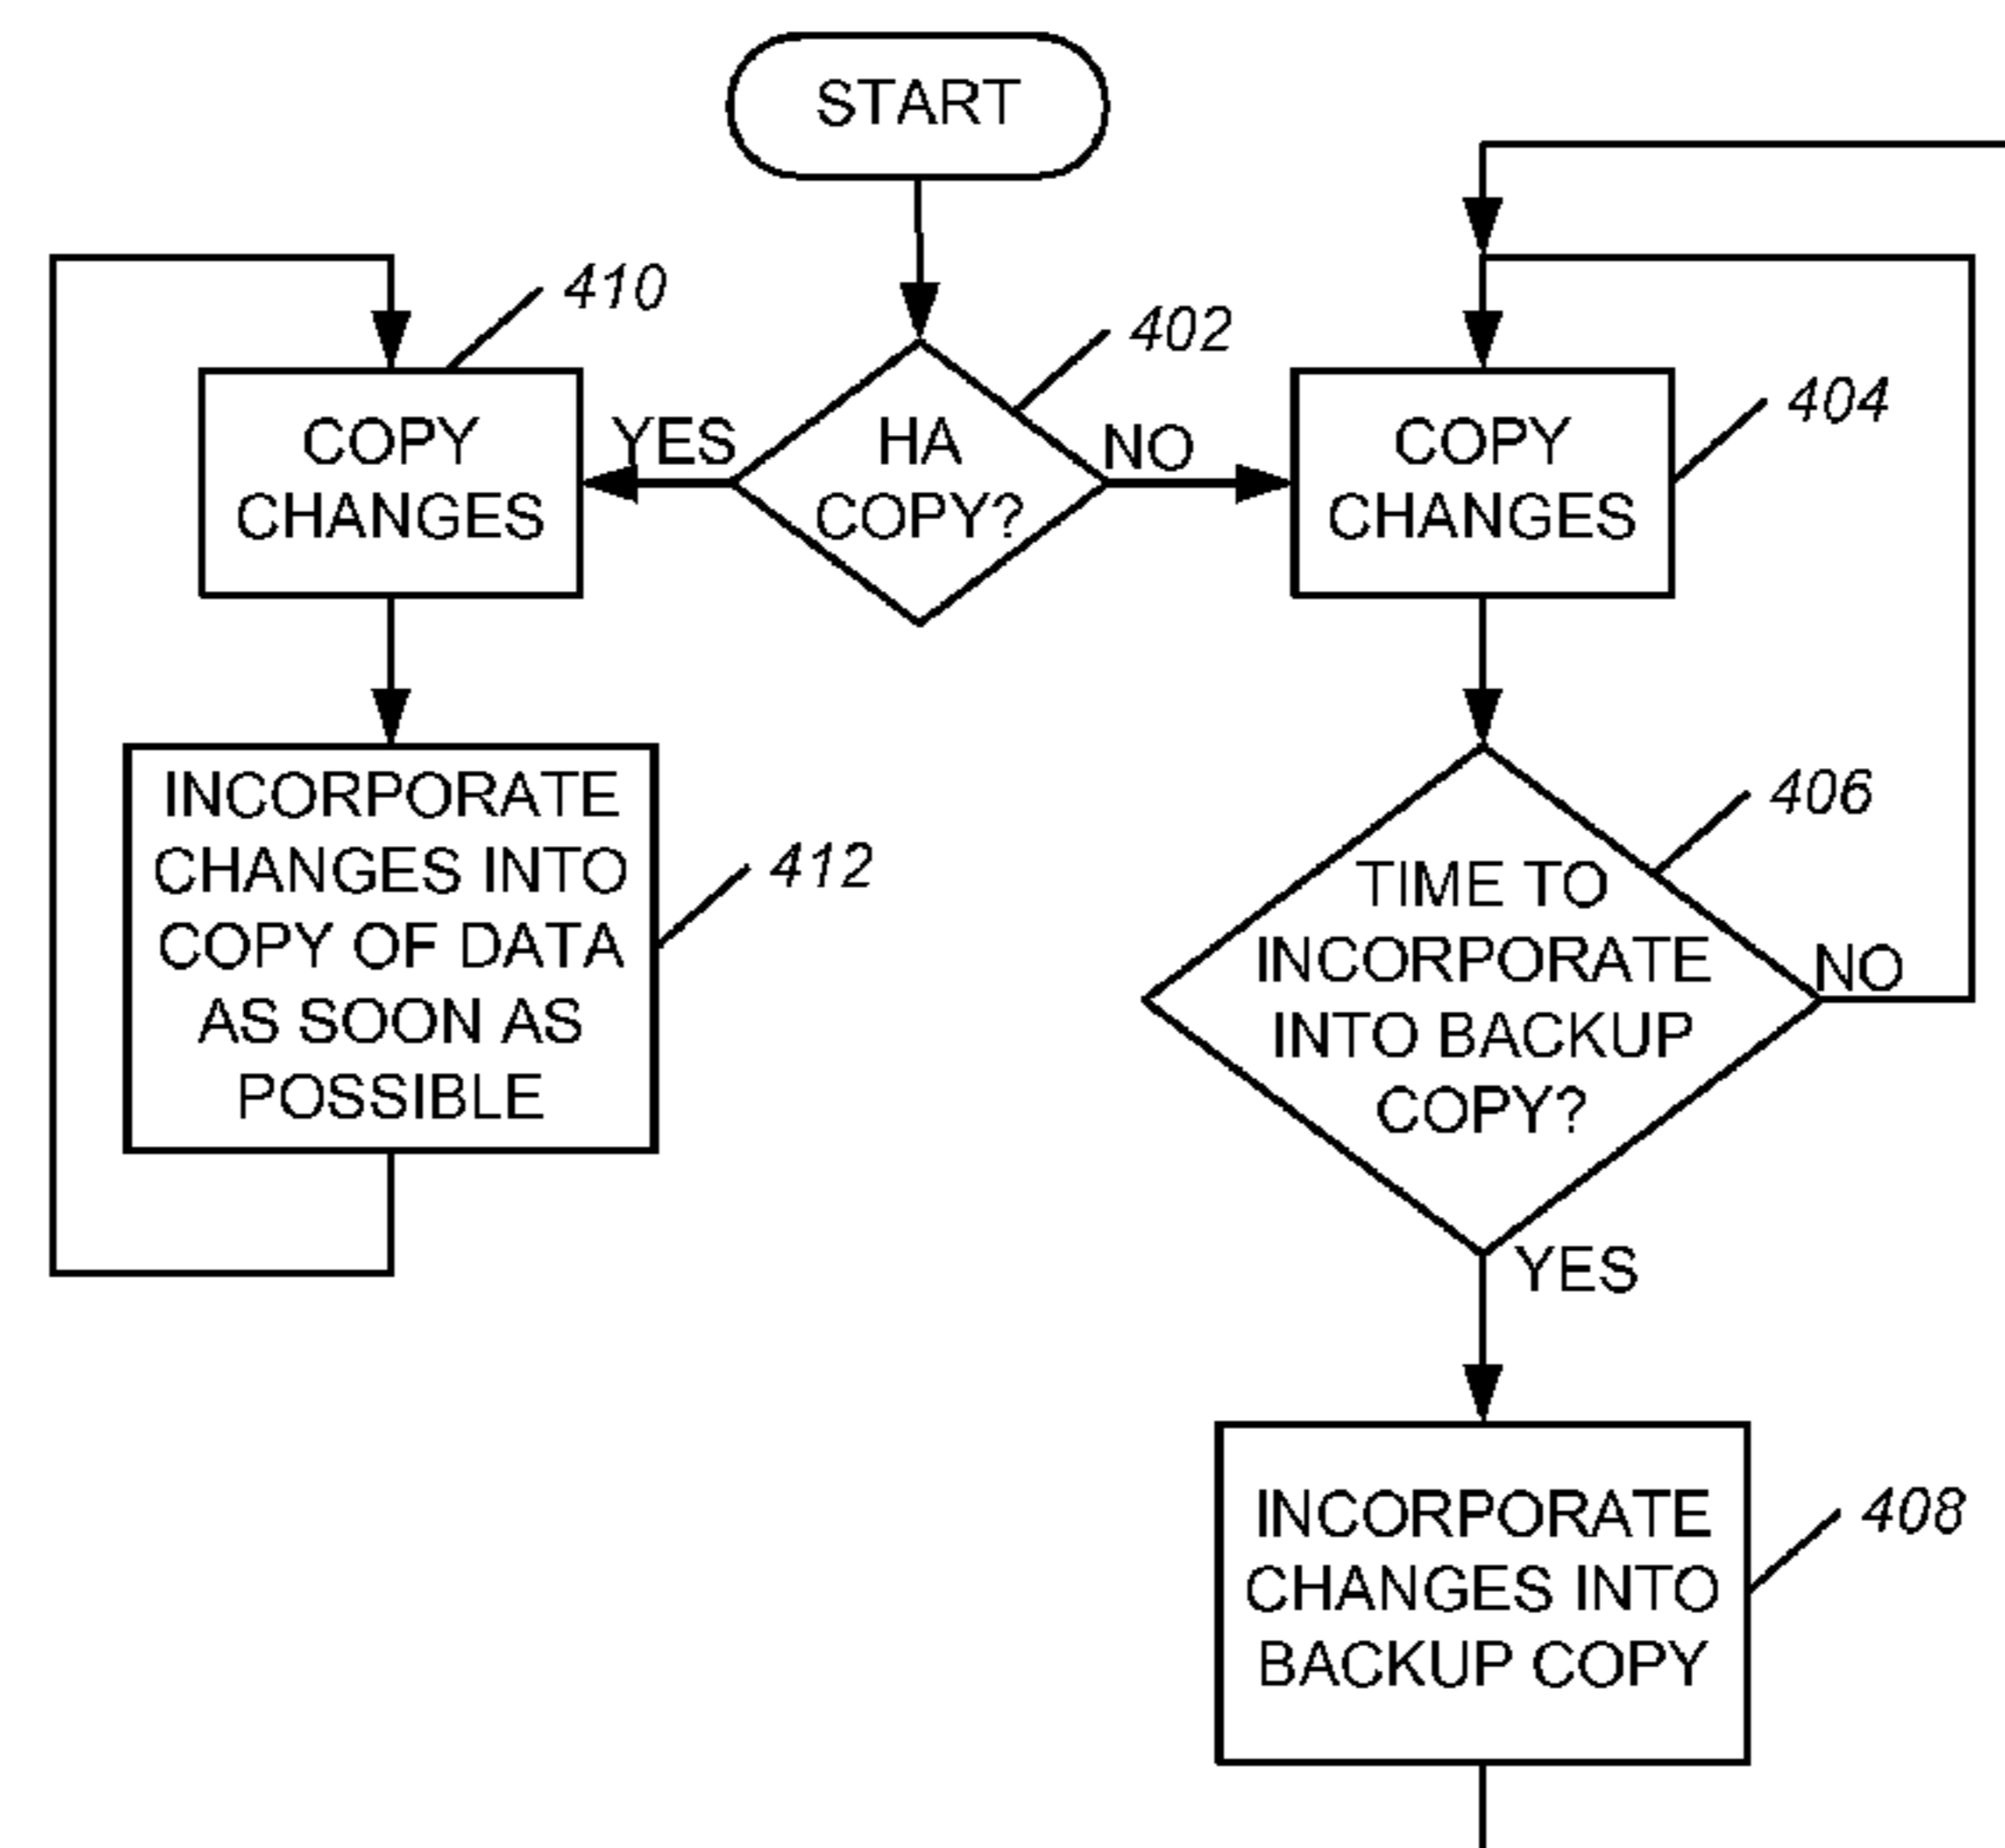 START
410
402
404
COPY
CHANGES
YES
HA
COPY?
NO
COPY
CHANGES
INCORPORATE
CHANGES INTO
COPY OF DATA
AS SOON AS
POSSIBLE
412
406
TIME TO
INCORPORATE
INTO BACKUP
COPY?
NO
YES
INCORPORATE
CHANGES INTO
BACKUP COPY
408